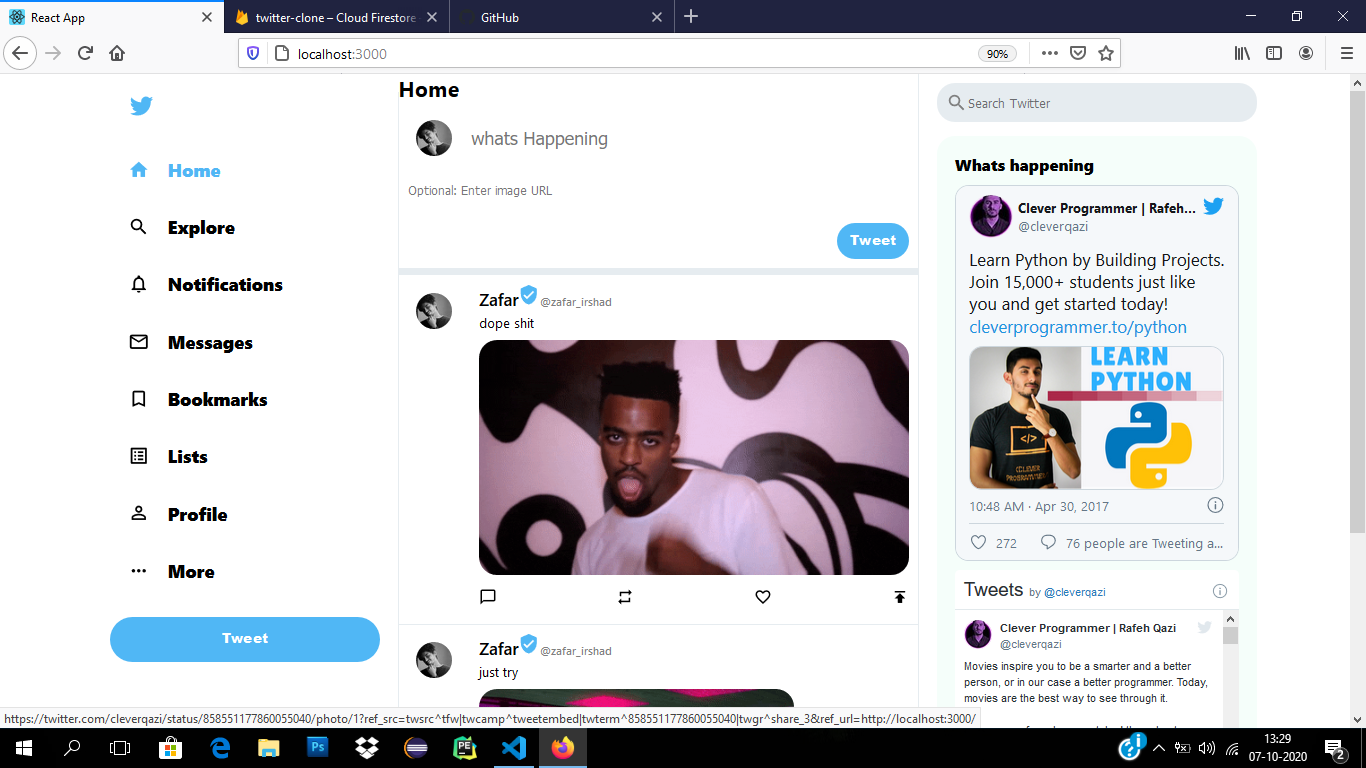 React App
twitter-clone – Cloud Firestore
GitHub
localhost:3000
90%
Home
Explore
Notifications
Messages
Bookmarks
Lists
Profile
More
Tweet
Home
whats Happening
Optional: Enter image URL
Tweet
Zafar @zafar_irshad
dope shit
Zafar @zafar_irshad
just try
Search Twitter
Whats happening
Clever Programmer | Rafeh...
@cleverqazi
Learn Python by Building Projects.
Join 15,000+ students just like
you and get started today!
cleverprogrammer.to/python
LEARN
PYTHON
</>
CLEVER
PROGRAMMER
10:48 AM · Apr 30, 2017
272
76 people are Tweeting a...
Tweets by @cleverqazi
Clever Programmer | Rafeh Qazi
@cleverqazi
Movies inspire you to be a smarter and a better
person, or in our case a better programmer. Today,
movies are the best way to see through it.
https://twitter.com/cleverqazi/status/858551177860055040/photo/1?ref_src=twsrc^tfw|twcamp^tweetembed|twterm^858551177860055040|twgr^share_3&ref_url=http://localhost:3000/
Ps
PE
13:29
07-10-2020
2